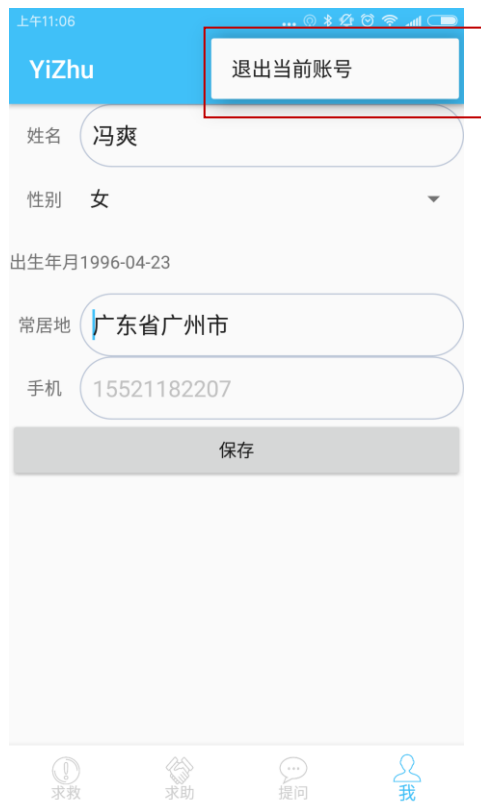 上午11:06
YiZhu
退出当前账号
姓名 冯爽
性别 女
出生年月1996-04-23
常居地 广东省广州市
手机 15521182207
保存
求救 求助 提问 我